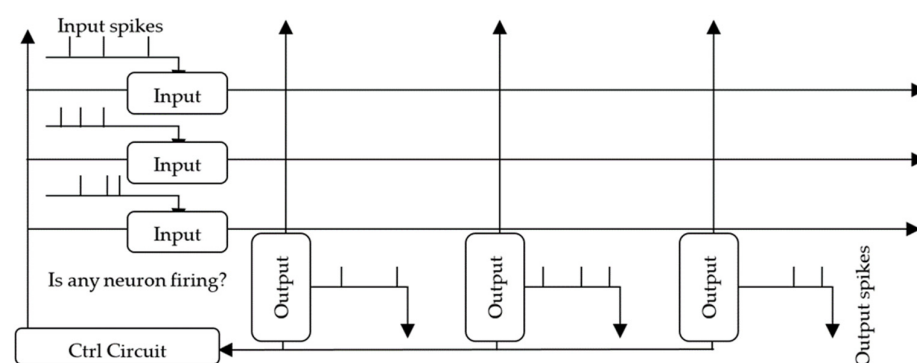 Input spikes
Input
Input
Input
Is any neuron firing?
Output
Output
Output
Output spikes
Ctrl Circuit